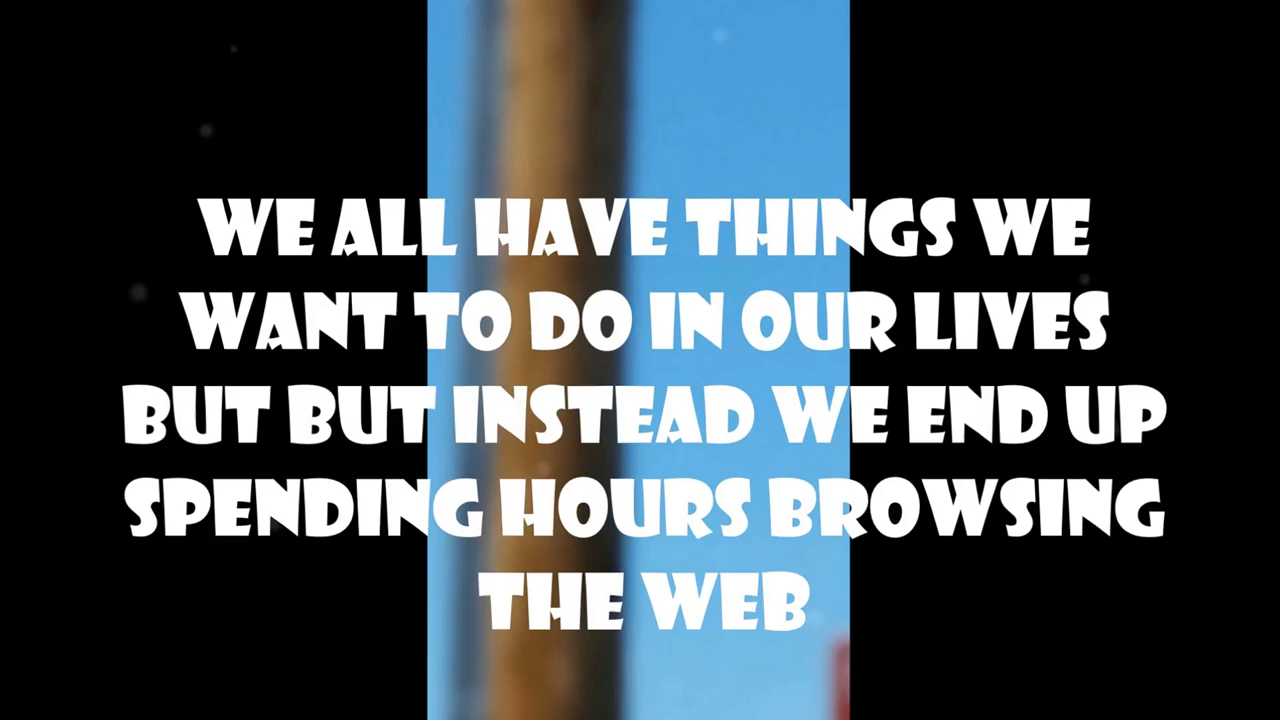 WE ALL HAVE THINGS WE
WANT TO DO IN OUR LIVES
BUT BUT INSTEAD WE END UP
SPENDING HOURS BROWSING
THE WEB